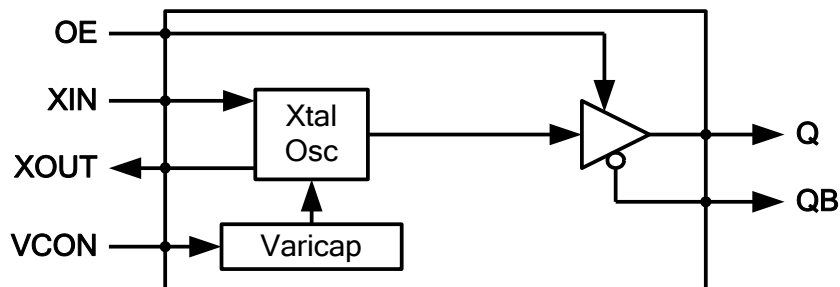 OE
XIN
Xtal
Osc
XOUT
Q
QB
VCON
Varicap